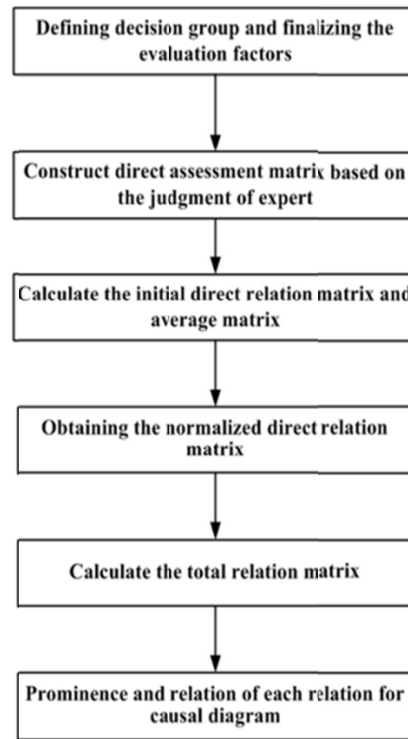 Defining decision group and finalizing the
evaluation factors
Construct direct assessment matrix based on
the judgment of expert
Calculate the initial direct relation matrix and
average matrix
Obtaining the normalized direct relation
matrix
Calculate the total relation matrix
Prominence and relation of each relation for
causal diagram